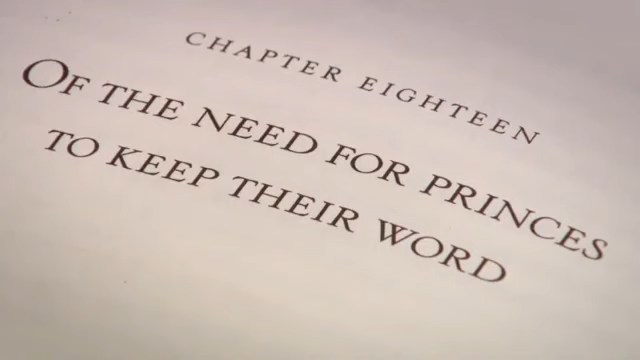 CHAPTER EIGHTEEN
OF THE NEED FOR PRINCES
TO KEEP THEIR WORD